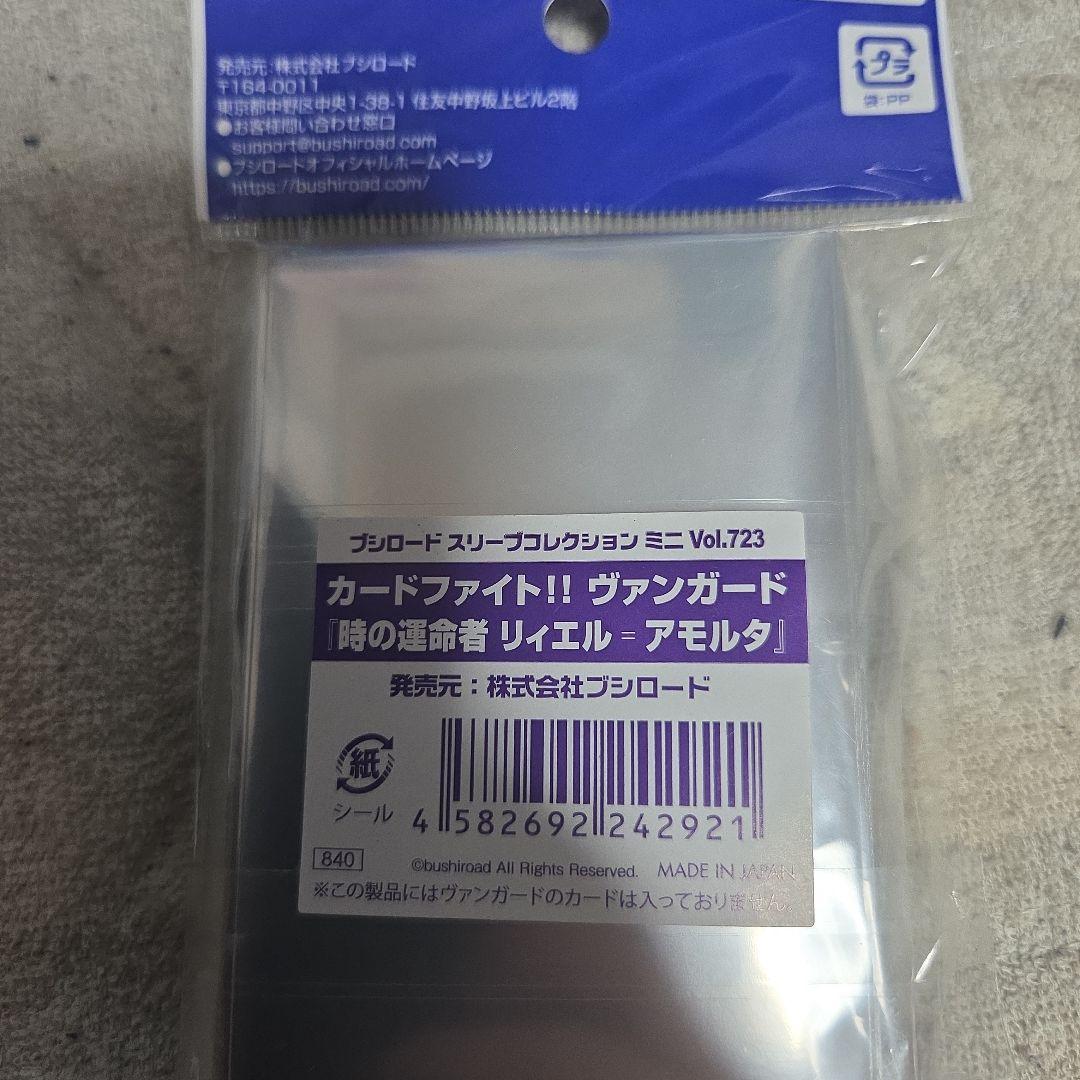 発売元:株式会社ブシロード
〒164-0011
東京都中野区中央1-38-1 住友中野坂上ビル2階
●お客様問い合わせ窓口
support@bushiroad.com
●ブシロードオフィシャルホームページ
https://bushiroad.com/
プラ
袋:PP
ブシロード スリーブコレクション ミニ Vol.723
カードファイト!! ヴァンガード
『時の運命者 リィエル゠アモルタ』
発売元:株式会社ブシロード
紙
シール
4 582692 242921
840
©bushiroad All Rights Reserved. MADE IN JAPAN
※この製品にはヴァンガードのカードは入っておりません。